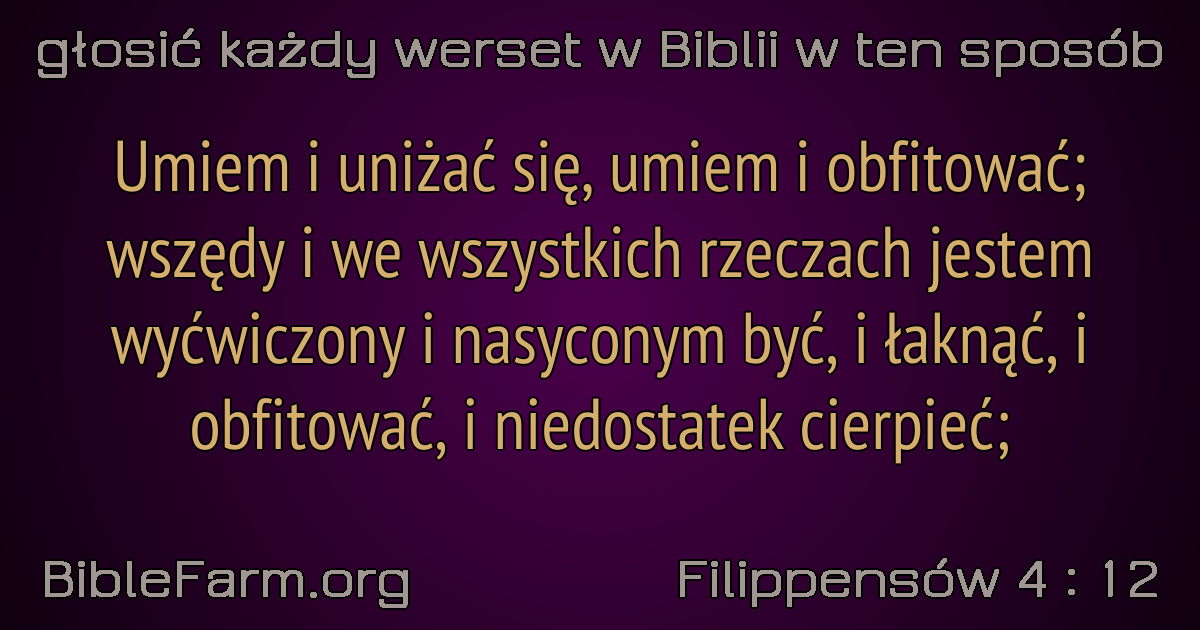 głosić każdy werset w Biblii w ten sposób
Umiem i uniżać się, umiem i obfitować;
wszędy i we wszystkich rzeczach jestem
wyćwiczony i nasyconym być, i łaknąć, i
obfitować, i niedostatek cierpieć;
BibleFarm.org
Filippensów 4 : 12